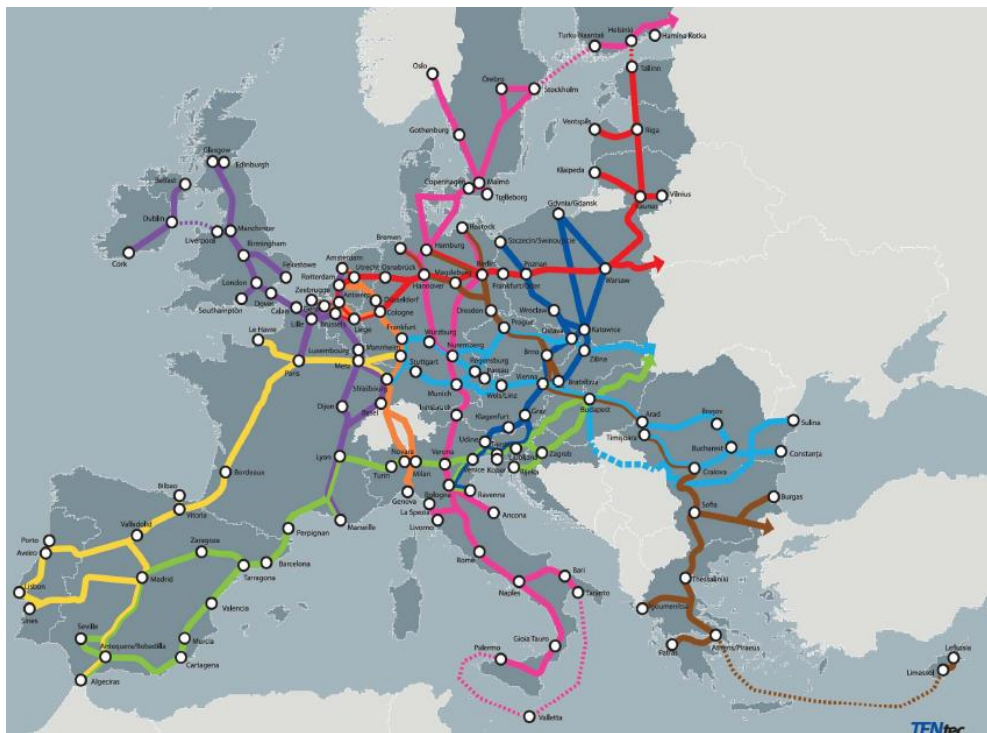 Turku-Naantali
Helsinki
Hamina Kotka
Oslo
Örebro
Stockholm
Tallinn
Ventspils
Riga
Gothenburg
Glasgow
Edinburgh
Klaipeda
Vilnius
Kaunas
Belfast
Copenhagen
Malmö
Trelleborg
Dublin
Gdynia/Gdansk
Liverpool
Manchester
Cork
Birmingham
Felixstowe
Bremen
Hamburg
Rostock
Szczecin/Swinoujscie
Amsterdam
London
Rotterdam
Utrecht
Osnabrück
Magdeburg
Berlin
Poznan
Warsaw
Zeebrugge
Hannover
Frankfurt/Oder
Southampton
Dover
Calais
Antwerp
Düsseldorf
Cologne
Dresden
Wroclaw
Lille
Brussels
Liège
Prague
Ostrava
Katowice
Le Havre
Frankfurt
Würzburg
Luxembourg
Mannheim
Nuremberg
Brno
Zilina
Paris
Metz
Stuttgart
Regensburg
Passau
Strasbourg
Munich
Wels/Linz
Vienna
Bratislava
Dijon
Basel
Innsbruck
Klagenfurt
Graz
Budapest
Arad
Brasov
Sulina
Udine
Timișoara
Bucharest
Constanța
Lyon
Novara
Verona
Venice
Koper
Ljubljana
Zagreb
Craiova
Bordeaux
Turin
Milan
Rijeka
Genova
Bologna
Ravenna
Sofia
Burgas
Bilbao
Vitoria
La Spezia
Livorno
Ancona
Marseille
Porto
Valladolid
Perpignan
Aveiro
Zaragoza
Rome
Bari
Madrid
Tarragona
Barcelona
Naples
Taranto
Thessaloniki
Lisbon
Igoumenitsa
Sines
Valencia
Seville
Murcia
Gioia Tauro
Patras
Athens/Piraeus
Antequera/Bobadilla
Cartagena
Palermo
Lefkosia
Limassol
Algeciras
Valletta
TENtec